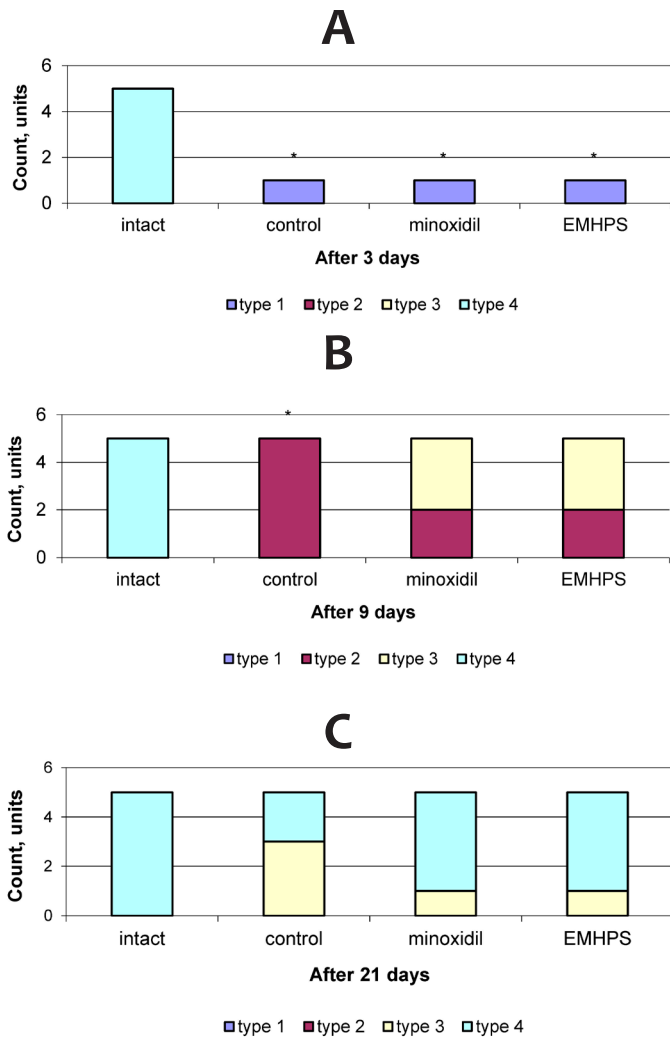 A
Count, units
6
4
2
0
* * *
intact control minoxidil EMHPS
After 3 days
type 1 type 2 type 3 type 4
B
Count, units
6
4
2
0
*
intact control minoxidil EMHPS
After 9 days
type 1 type 2 type 3 type 4
C
Count, units
6
4
2
0
intact control minoxidil EMHPS
After 21 days
type 1 type 2 type 3 type 4